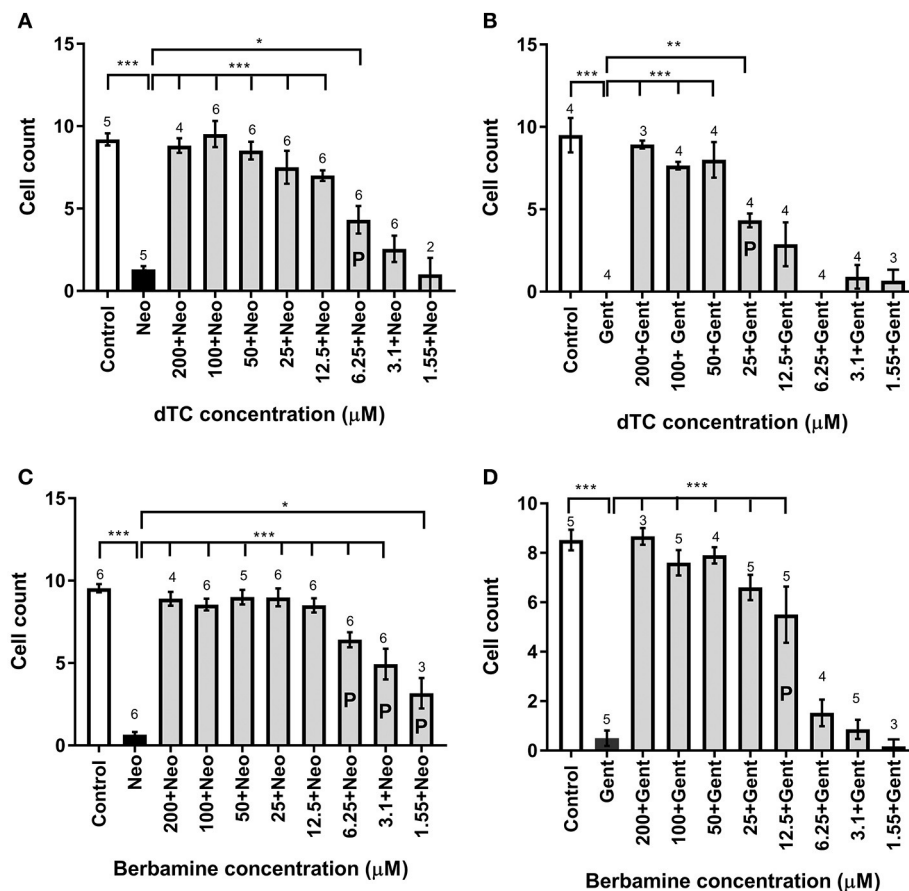 A
15
*
***
***
10
5
0
Cell count
5
5
4
6
6
6
6
6
6
2
P
Control
Neo
200+Neo
100+Neo
50+Neo
25+Neo
12.5+Neo
6.25+Neo
3.1+Neo
1.55+Neo
dTC concentration (μM)
B
15
**
***
***
10
5
0
Cell count
4
4
3
4
4
4
4
4
4
3
P
Control
Gent
200+Gent
100+ Gent
50+Gent
25+Gent
12.5+Gent
6.25+Gent
3.1+Gent
1.55+Gent
dTC concentration (μM)
C
15
*
***
***
10
5
0
Cell count
6
6
4
6
5
6
6
6
6
3
P
P
P
Control
Neo
200+Neo
100+Neo
50+Neo
25+Neo
12.5+Neo
6.25+Neo
3.1+Neo
1.55+Neo
Berbamine concentration (μM)
D
***
***
10
8
6
4
2
0
Cell count
5
5
3
5
4
5
5
4
5
3
P
Control
Gent
200+Gent
100+Gent
50+Gent
25+Gent
12.5+Gent
6.25+Gent
3.1+Gent
1.55+Gent
Berbamine concentration (μM)